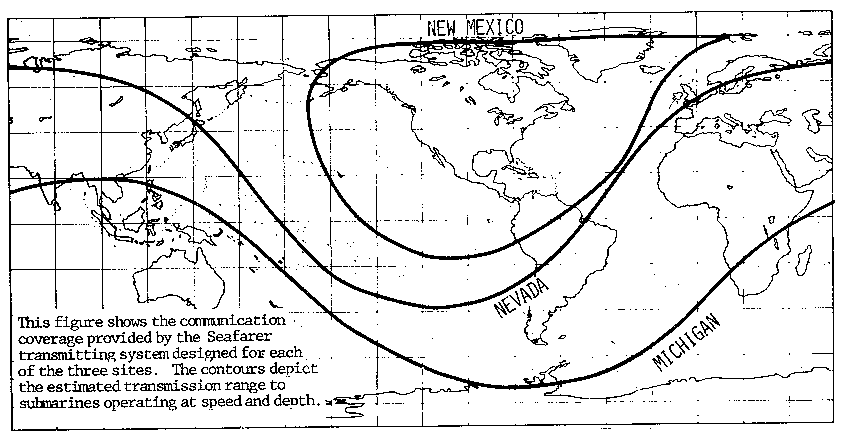 NEW MEXICO
NEVADA
MICHIGAN
This figure shows the communication
coverage provided by the Seafarer
transmitting system designed for each
of the three sites. The contours depict
the estimated transmission range to
submarines operating at speed and depth.